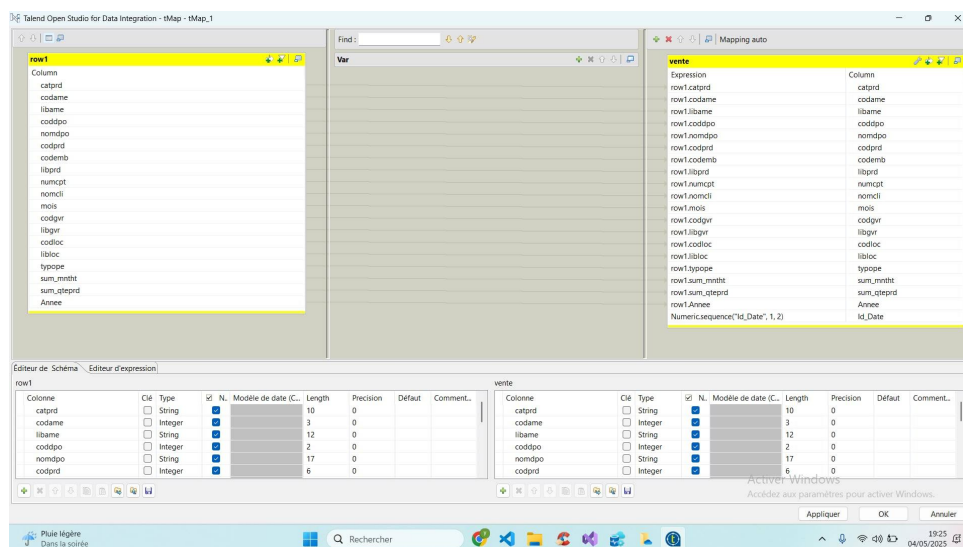 Talend Open Studio for Data Integration - tMap - tMap_1
Find :
Mapping auto
row1
Column
catprd
codame
libame
coddpo
nomdpo
codprd
codemb
libprd
numcpt
nomcli
mois
codgvr
libgvr
codloc
libloc
typope
sum_mntht
sum_qteprd
Annee
Var
vente
Expression Column
row1.catprd catprd
row1.codame codame
row1.libame libame
row1.coddpo coddpo
row1.nomdpo nomdpo
row1.codprd codprd
row1.codemb codemb
row1.libprd libprd
row1.numcpt numcpt
row1.nomcli nomcli
row1.mois mois
row1.codgvr codgvr
row1.libgvr libgvr
row1.codloc codloc
row1.libloc libloc
row1.typope typope
row1.sum_mntht sum_mntht
row1.sum_qteprd sum_qteprd
row1.Annee Annee
Numeric.sequence("Id_Date", 1, 2) Id_Date
Éditeur de Schéma Editeur d'expression
row1
Colonne Clé Type N.. Modèle de date (C... Length Precision Défaut Comment...
catprd String 10 0
codame Integer 3 0
libame String 12 0
coddpo Integer 2 0
nomdpo String 17 0
codprd Integer 6 0
vente
Colonne Clé Type N.. Modèle de date (C... Length Precision Défaut Comment...
catprd String 10 0
codame Integer 3 0
libame String 12 0
coddpo Integer 2 0
nomdpo String 17 0
codprd Integer 6 0
Activer Windows
Accédez aux paramètres pour activer Windows.
Appliquer OK Annuler
Pluie légère
Dans la soirée
Rechercher
19:25
04/05/2025